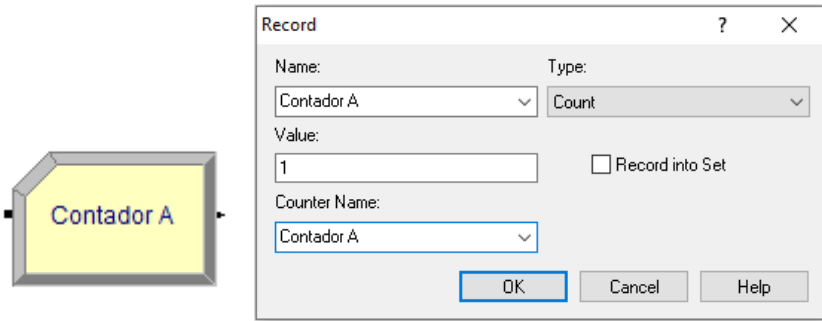 Record
?
Name:
Type:
Contador A
Count
Value:
1
Record into Set
Contador A
Counter Name:
Contador A
OK
Cancel
Help